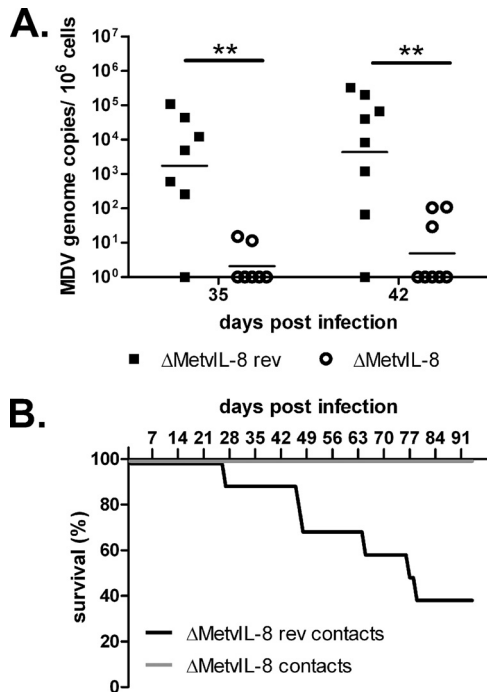 A.
** **
MDV genome copies/ 10⁶ cells
10⁷
10⁶
10⁵
10⁴
10³
10²
10¹
10⁰
35 42
days post infection
ΔMetvIL-8 rev ΔMetvIL-8
B.
days post infection
7 14 21 28 35 42 49 56 63 70 77 84 91
survival (%)
100
80
60
40
20
0
ΔMetvIL-8 rev contacts
ΔMetvIL-8 contacts